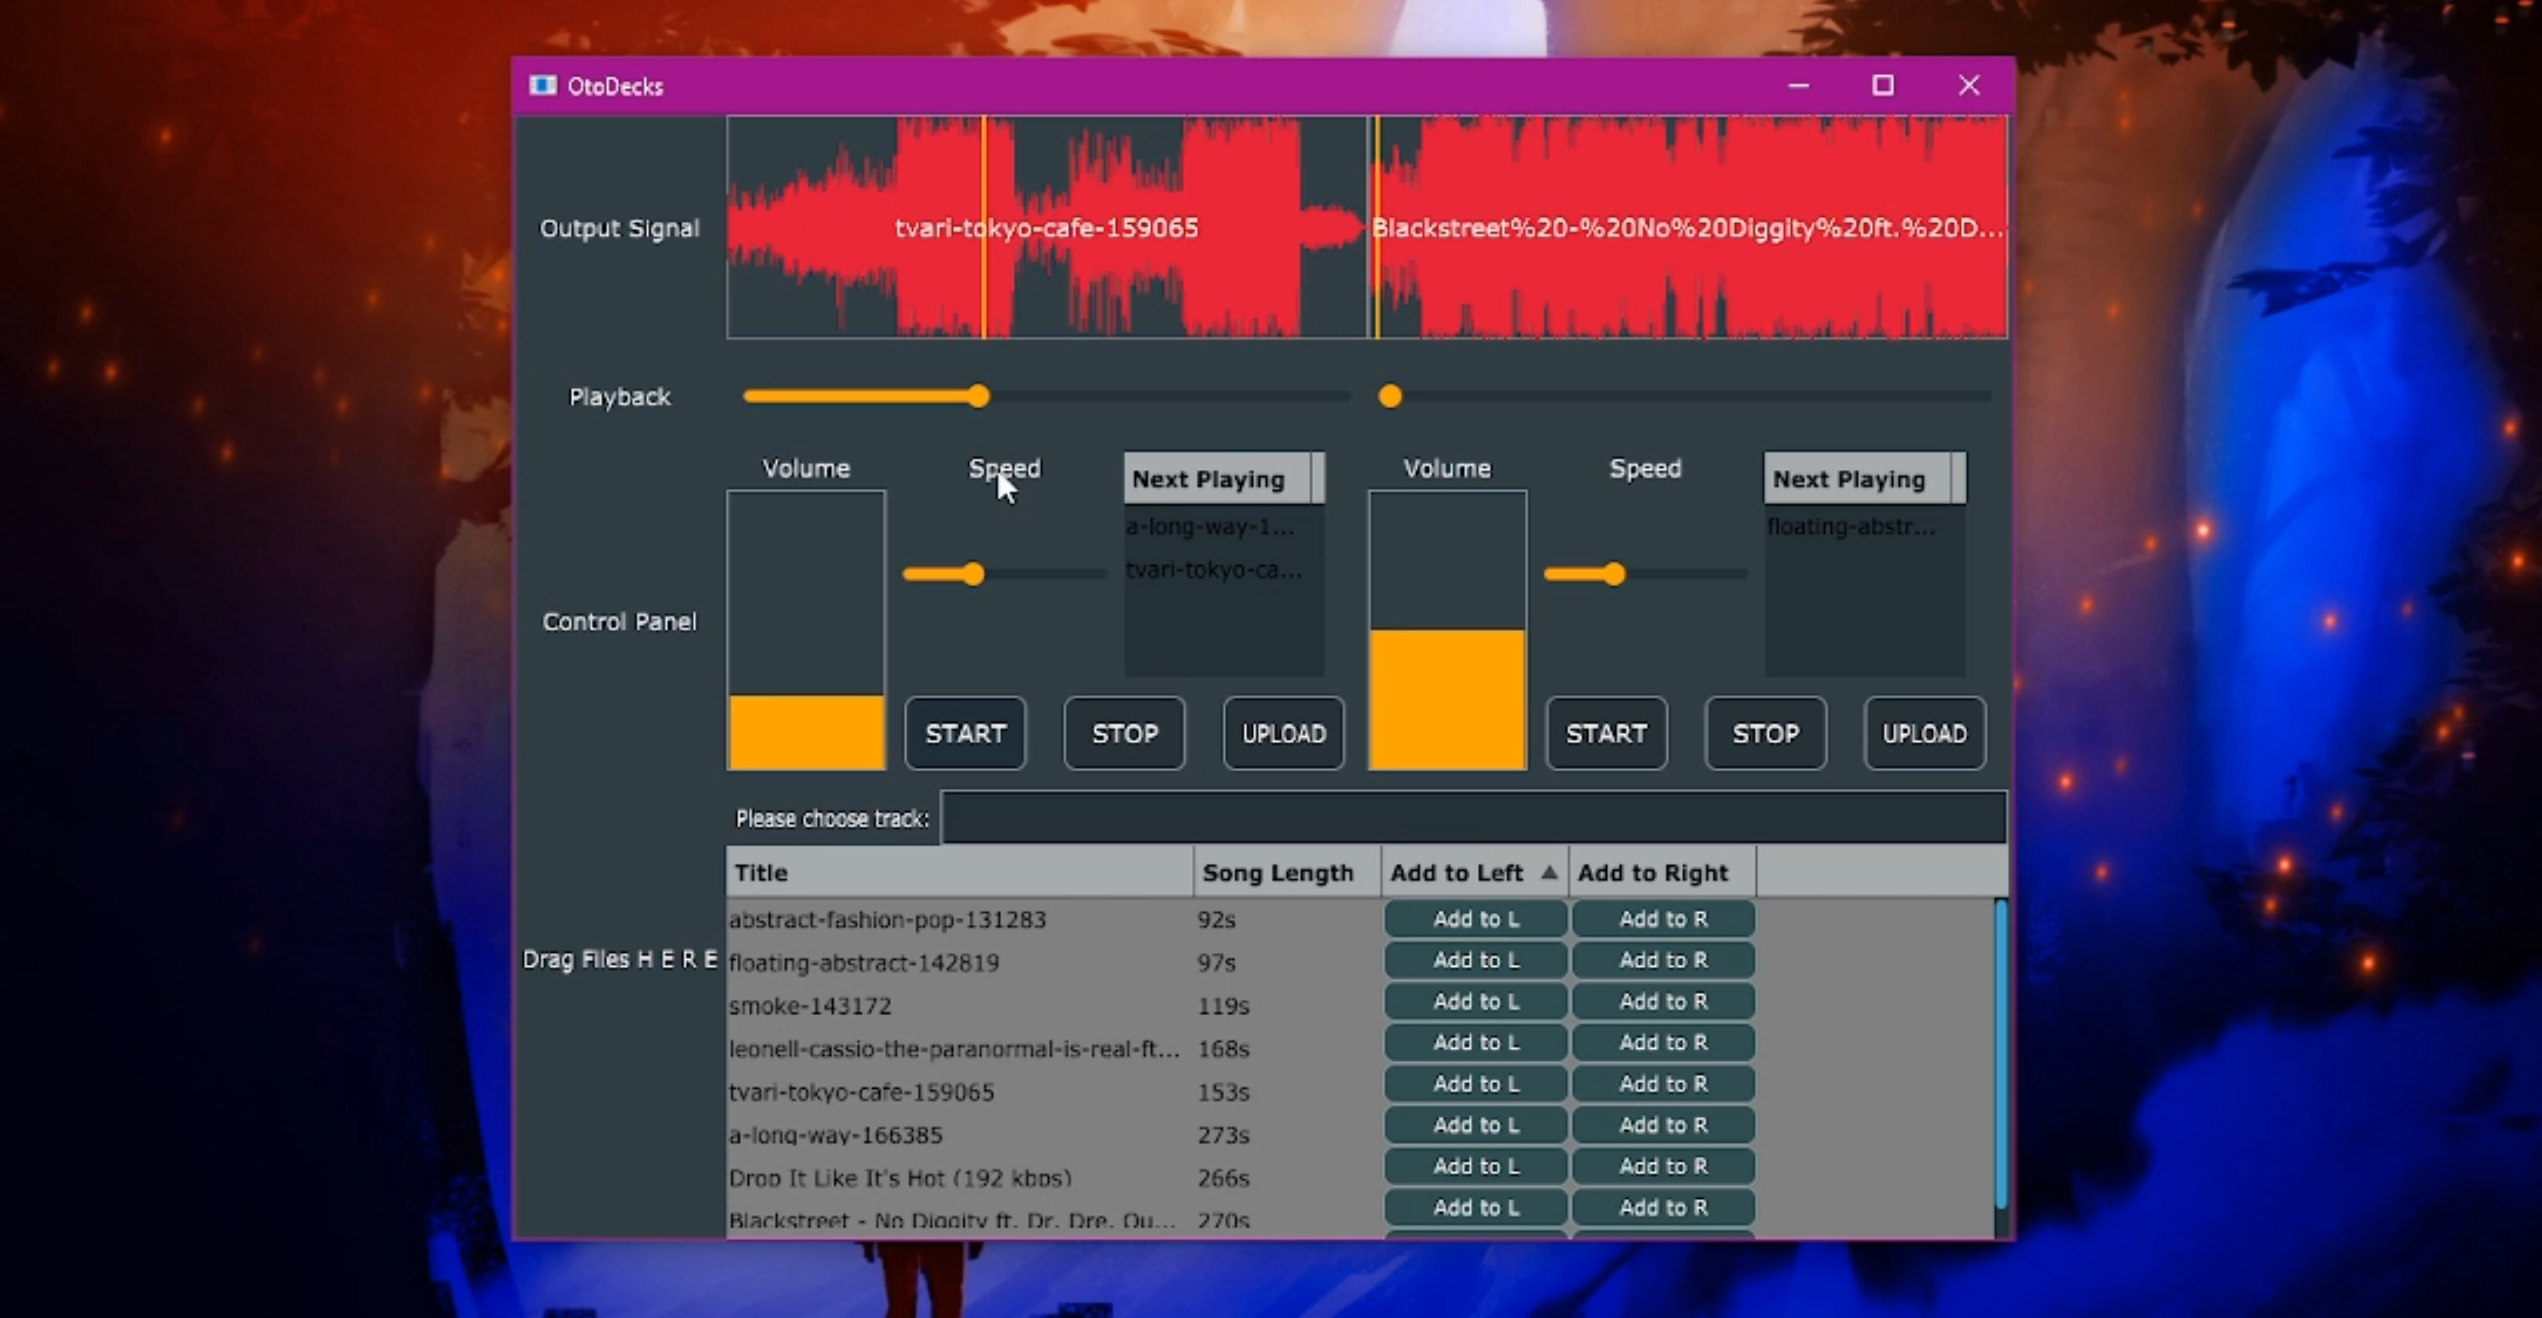 OtoDecks
Output Signal
tvari-tokyo-cafe-159065
Blackstreet%20-%20No%20Diggity%20ft.%20D...
Playback
Volume
Speed
Next Playing
Volume
Speed
Next Playing
a-long-way-1...
floating-abstr...
tvari-tokyo-ca...
Control Panel
START
STOP
UPLOAD
START
STOP
UPLOAD
Please choose track:
Title
Song Length
Add to Left
Add to Right
abstract-fashion-pop-131283 92s Add to L Add to R
Drag Files H E R E
floating-abstract-142819 97s Add to L Add to R
smoke-143172 119s Add to L Add to R
leonell-cassio-the-paranormal-is-real-ft... 168s Add to L Add to R
tvari-tokyo-cafe-159065 153s Add to L Add to R
a-long-way-166385 273s Add to L Add to R
Drop It Like It's Hot (192 kbps) 266s Add to L Add to R
Blackstreet - No Diggity ft. Dr. Dre, Qu... 270s Add to L Add to R